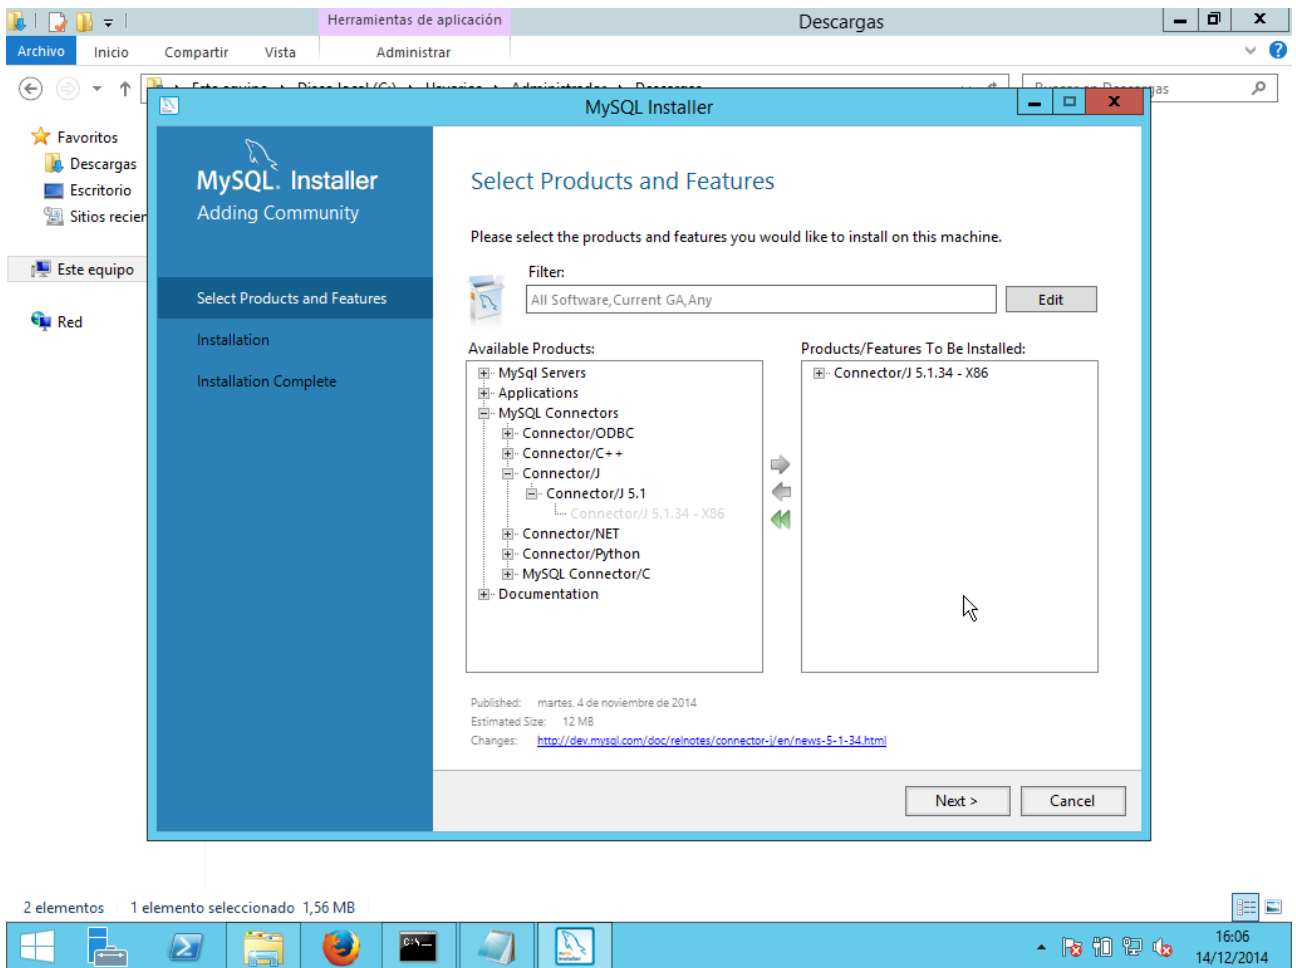 Herramientas de aplicación
Descargas
Archivo
Inicio
Compartir
Vista
Administrar
MySQL Installer
Favoritos
Descargas
Escritorio
Sitios recien
Este equipo
Red
MySQL. Installer
Adding Community
Select Products and Features
Installation
Installation Complete
Select Products and Features
Please select the products and features you would like to install on this machine.
Filter:
All Software,Current GA,Any
Edit
Available Products:
MySql Servers
Applications
MySQL Connectors
Connector/ODBC
Connector/C++
Connector/J
Connector/J 5.1
Connector/J 5.1.34 - X86
Connector/NET
Connector/Python
MySQL Connector/C
Documentation
Products/Features To Be Installed:
Connector/J 5.1.34 - X86
Published: martes, 4 de noviembre de 2014
Estimated Size: 12 MB
Changes: http://dev.mysql.com/doc/relnotes/connector-j/en/news-5-1-34.html
Next >
Cancel
2 elementos
1 elemento seleccionado 1,56 MB
16:06
14/12/2014